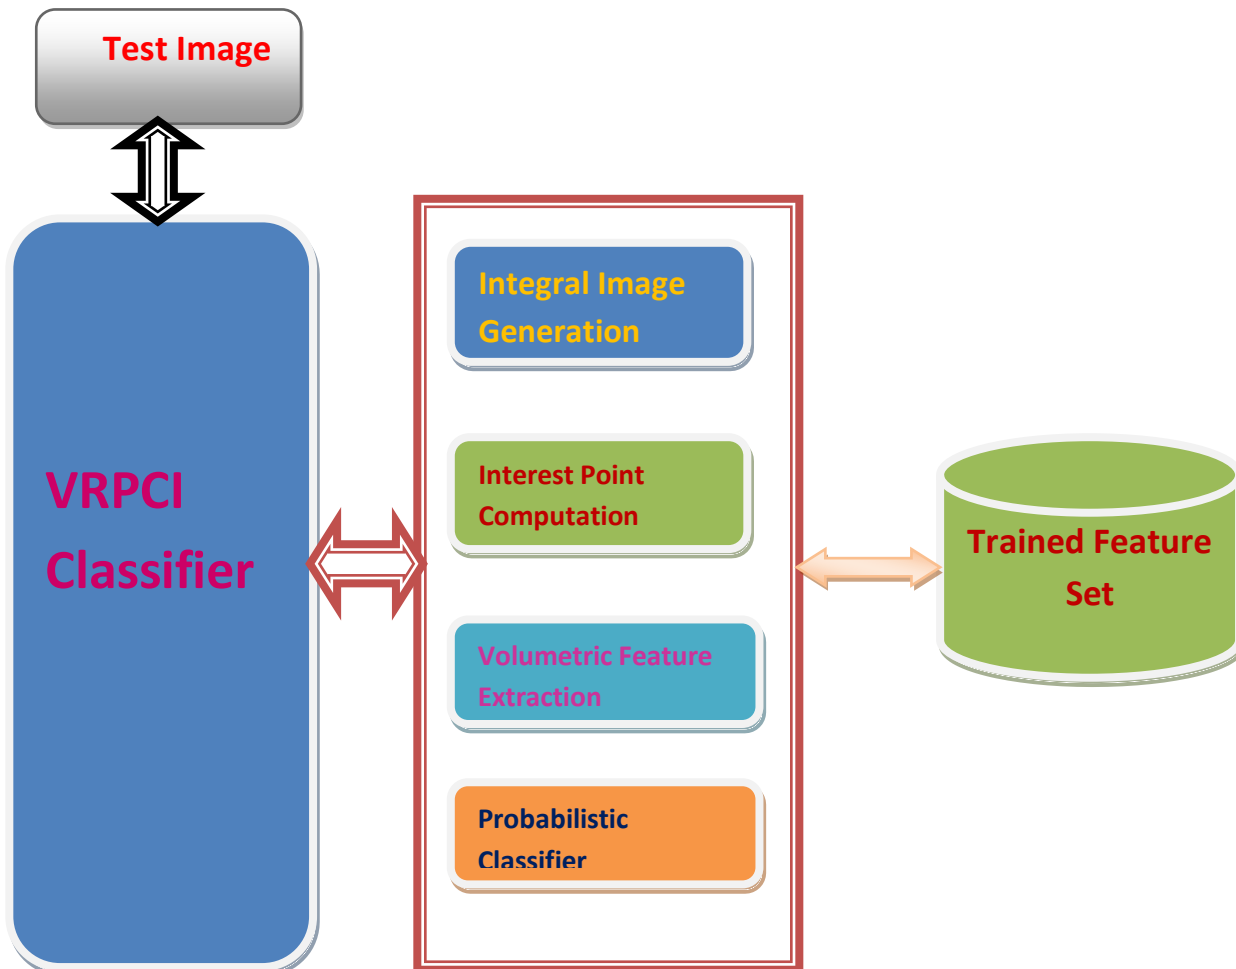 Test Image
VRPCI
Classifier
Integral Image
Generation
Interest Point
Computation
Volumetric Feature
Extraction
Probabilistic
Classifier
Trained Feature
Set